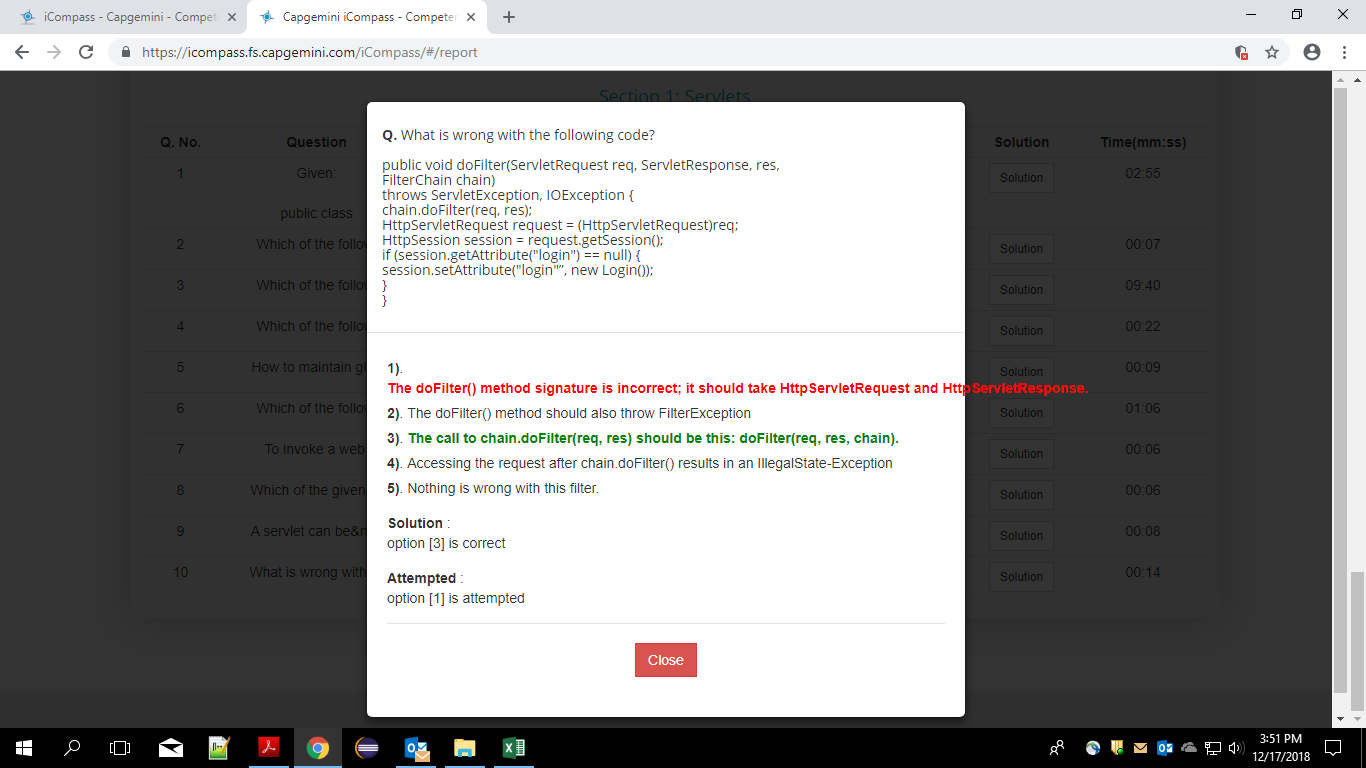 iCompass - Capgemini - Compet
Capgemini iCompass - Competer
https://icompass.fs.capgemini.com/iCompass/#/report
Section 1: Servlets
Q. No. Question Solution Time(mm:ss)
1 Given: Solution 02:55
public class
2 Which of the follo Solution 00:07
3 Which of the follo Solution 09:40
4 Which of the follo Solution 00:22
5 How to maintain gl Solution 00:09
6 Which of the follo Solution 01:06
7 To invoke a web Solution 00:06
8 Which of the given Solution 00:06
9 A servlet can be&n Solution 00:08
10 What is wrong with Solution 00:14
Q. What is wrong with the following code?
public void doFilter(ServletRequest req, ServletResponse, res,
FilterChain chain)
throws ServletException, IOException {
chain.doFilter(req, res);
HttpServletRequest request = (HttpServletRequest)req;
HttpSession session = request.getSession();
if (session.getAttribute("login") == null) {
session.setAttribute("login"”, new Login());
}
}
1).
The doFilter() method signature is incorrect; it should take HttpServletRequest and HttpServletResponse.
2). The doFilter() method should also throw FilterException
3). The call to chain.doFilter(req, res) should be this: doFilter(req, res, chain).
4). Accessing the request after chain.doFilter() results in an IllegalState-Exception
5). Nothing is wrong with this filter.
Solution :
option [3] is correct
Attempted :
option [1] is attempted
Close
3:51 PM
12/17/2018